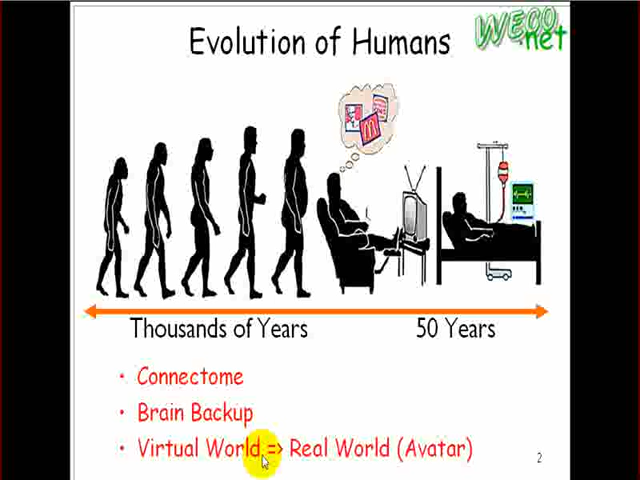 Evolution of Humans
WECO
.net
KFC
Thousands of Years
50 Years
• Connectome
• Brain Backup
• Virtual World => Real World (Avatar)
2